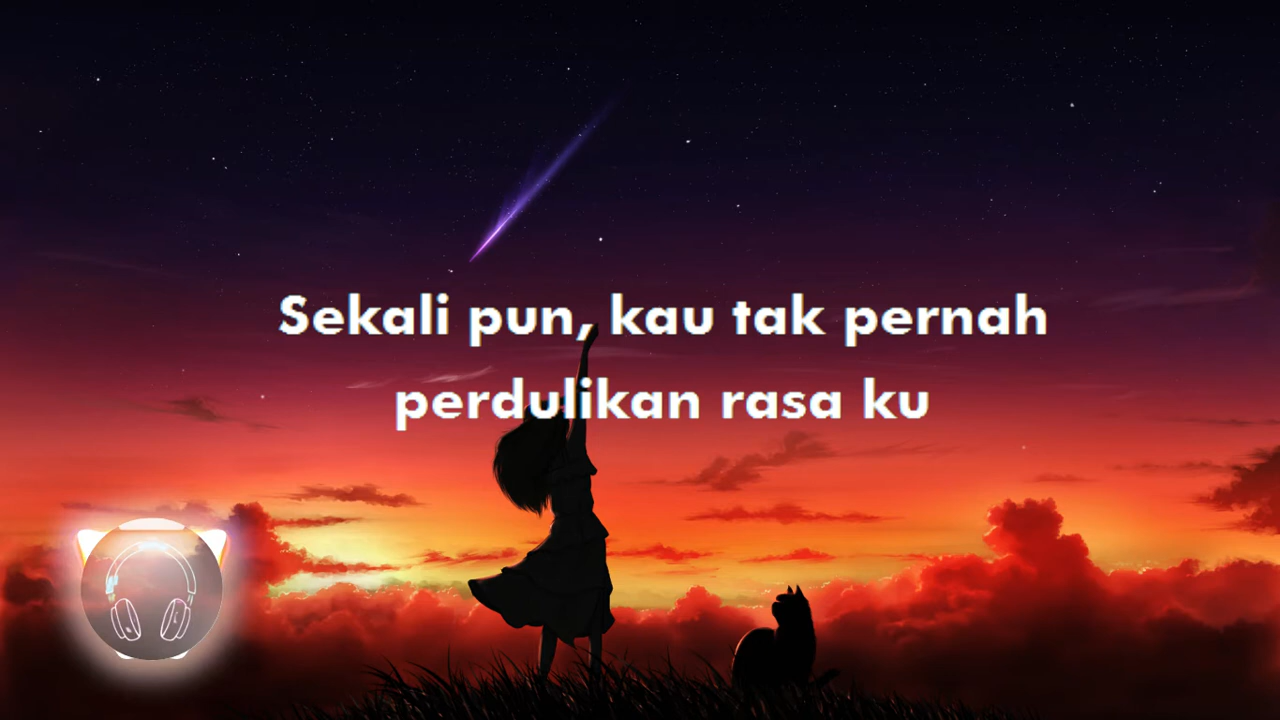 Sekali pun, kau tak pernah
perdulikan rasa ku